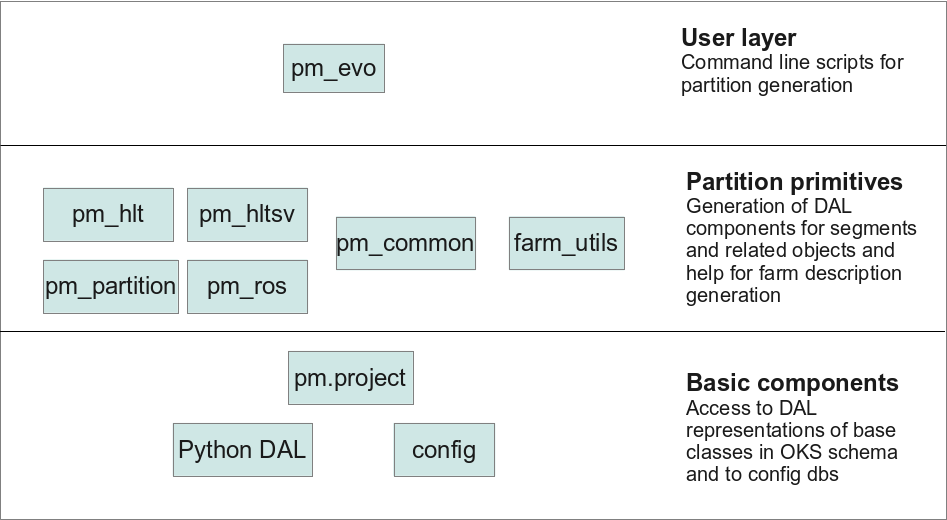 pm_evo
User layer
Command line scripts for
partition generation
pm_hlt
pm_hltsv
pm_common
farm_utils
pm_partition
pm_ros
Partition primitives
Generation of DAL
components for segments
and related objects and
help for farm description
generation
pm.project
Python DAL
config
Basic components
Access to DAL
representations of base
classes in OKS schema
and to config dbs